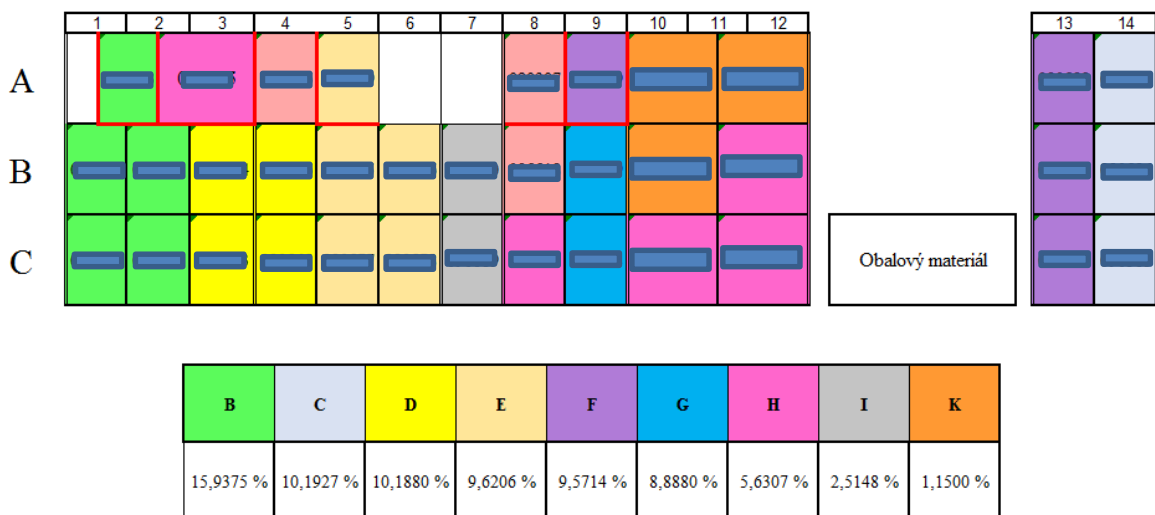 1 2 3 4 5 6 7 8 9 10 11 12 13 14
A
B
C
Obalový materiál
B C D E F G H I K
15,9375 % 10,1927 % 10,1880 % 9,6206 % 9,5714 % 8,8880 % 5,6307 % 2,5148 % 1,1500 %